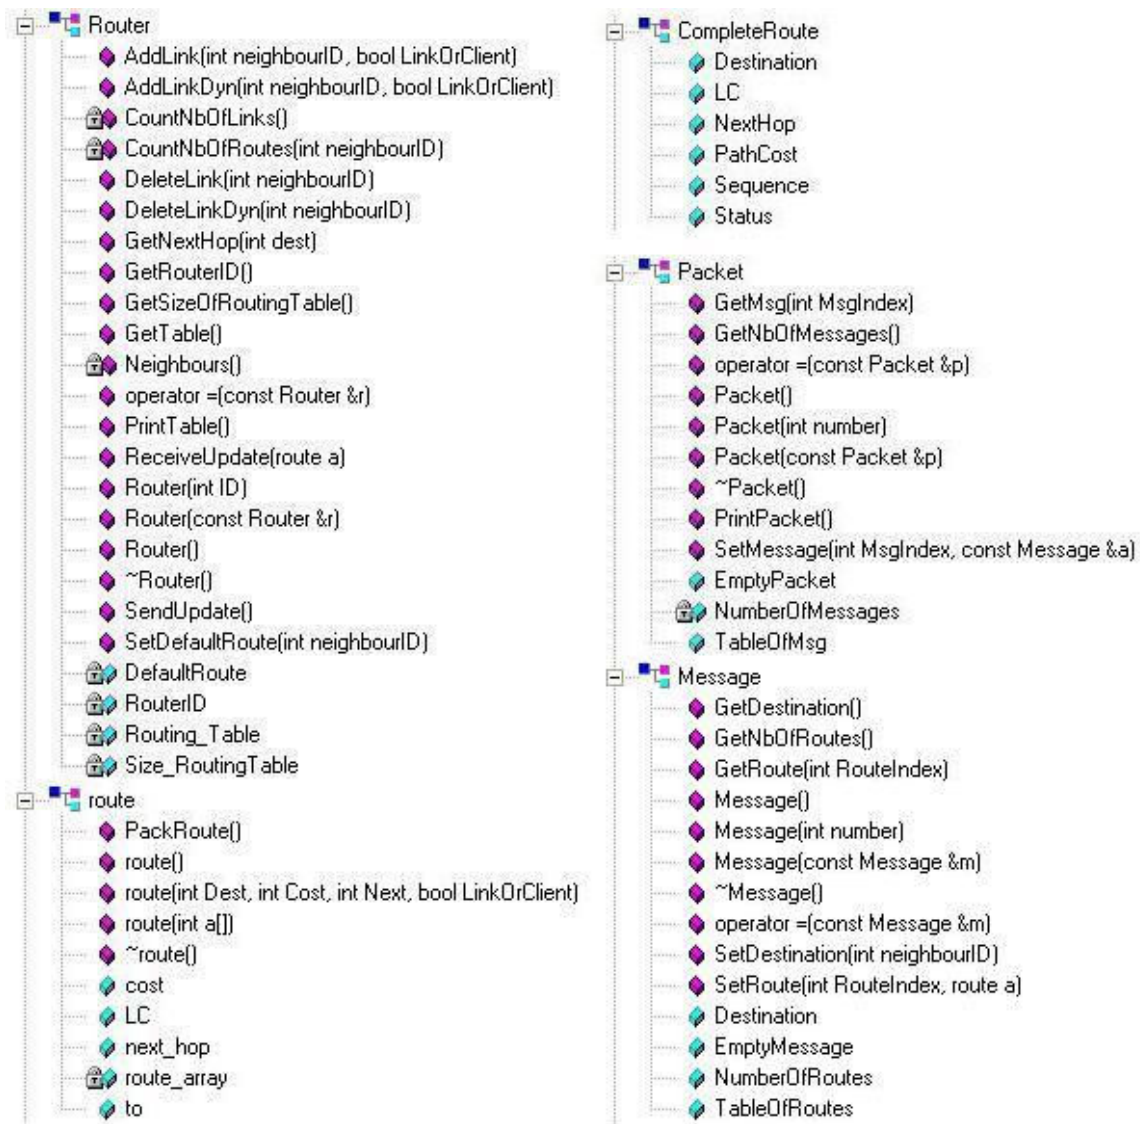 Router
AddLink(int neighbourID, bool LinkOrClient)
AddLinkDyn(int neighbourID, bool LinkOrClient)
CountNbOfLinks()
CountNbOfRoutes(int neighbourID)
DeleteLink(int neighbourID)
DeleteLinkDyn(int neighbourID)
GetNextHop(int dest)
GetRouterID()
GetSizeOfRoutingTable()
GetTable()
Neighbours()
operator =(const Router &r)
PrintTable()
ReceiveUpdate(route a)
Router(int ID)
Router(const Router &r)
Router()
~Router()
SendUpdate()
SetDefaultRoute(int neighbourID)
DefaultRoute
RouterID
Routing_Table
Size_RoutingTable
route
PackRoute()
route()
route(int Dest, int Cost, int Next, bool LinkOrClient)
route(int a[])
~route()
cost
LC
next_hop
route_array
to
CompleteRoute
Destination
LC
NextHop
PathCost
Sequence
Status
Packet
GetMsg(int MsgIndex)
GetNbOfMessages()
operator =(const Packet &p)
Packet()
Packet(int number)
Packet(const Packet &p)
~Packet()
PrintPacket()
SetMessage(int MsgIndex, const Message &a)
EmptyPacket
NumberOfMessages
TableOfMsg
Message
GetDestination()
GetNbOfRoutes()
GetRoute(int RouteIndex)
Message()
Message(int number)
Message(const Message &m)
~Message()
operator =(const Message &m)
SetDestination(int neighbourID)
SetRoute(int RouteIndex, route a)
Destination
EmptyMessage
NumberOfRoutes
TableOfRoutes